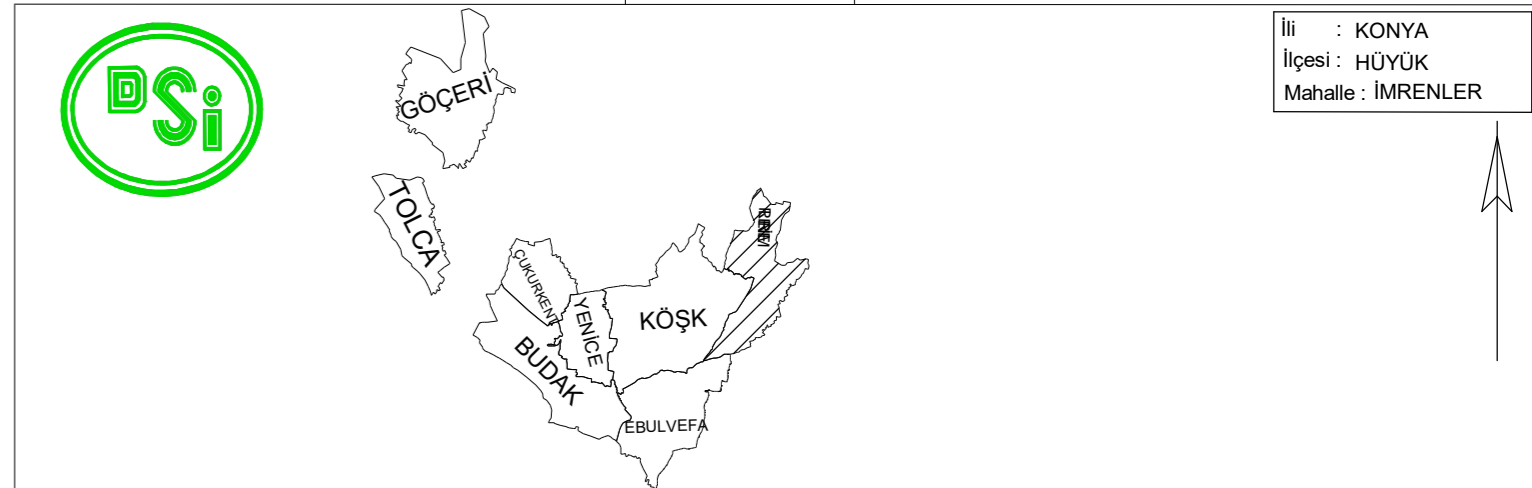 DSi
GÖÇERİ
İli : KONYA
İlçesi : HÜYÜK
Mahalle : İMRENLER
TOLCA
ÇUKURKENT
YENİCE
KÖŞK
BUDAK
EBULVEFA